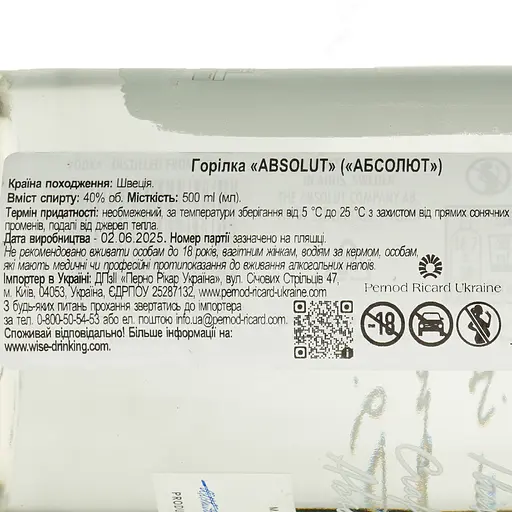 Горілка «ABSOLUT» («АБСОЛЮТ»)
Країна походження: Швеція.
Вміст спирту: 40% об. Місткість: 500 ml (мл).
Термін придатності: необмежений, за температури зберігання від 5 °C до 25 °C з захистом від прямих сонячних
променів, подалі від джерел тепла.
Дата виробництва - 02.06.2025. Номер партії зазначено на пляшці.
Не рекомендовано вживати особам до 18 років, вагітним жінкам, водіям за кермом, особам,
які мають медичні чи професійні протипоказання до вживання алкогольних напоїв.
Імпортер в Україні: ДПіі «Перно Рікар Україна», вул. Січових Стрільців 47,
м. Київ, 04053, Україна, ЄДРПОУ 25287132, www.pernod-ricard-ukraine.com
З будь-яких питань прохання звертатись до імпортера
за тел. 0-800-50-54-53 або ел. поштою info_ua@pernod-ricard.com.
Споживай відповідально! Більше інформації на:
www.wise-drinking.com.
Pernod Ricard Ukraine
-18